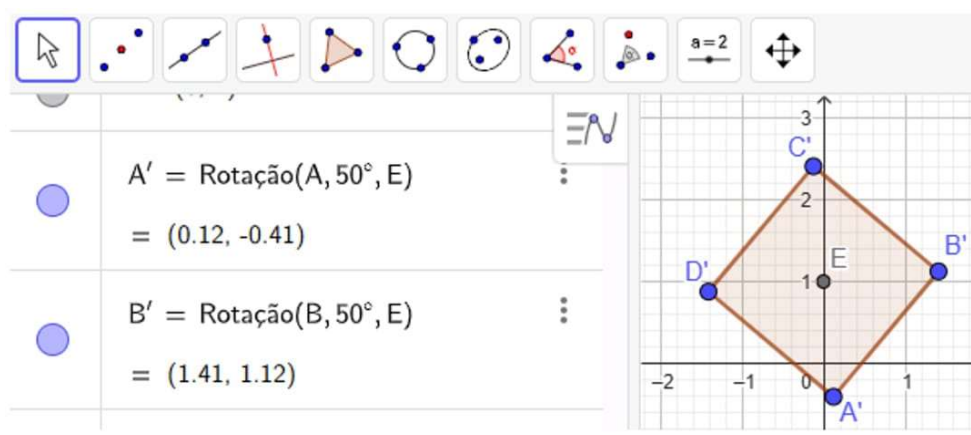 a = 2
A′ = Rotação(A, 50°, E)
= (0.12, -0.41)
B′ = Rotação(B, 50°, E)
= (1.41, 1.12)
3
C'
2
B'
E
D'
1
−2
−1
0
1
A'